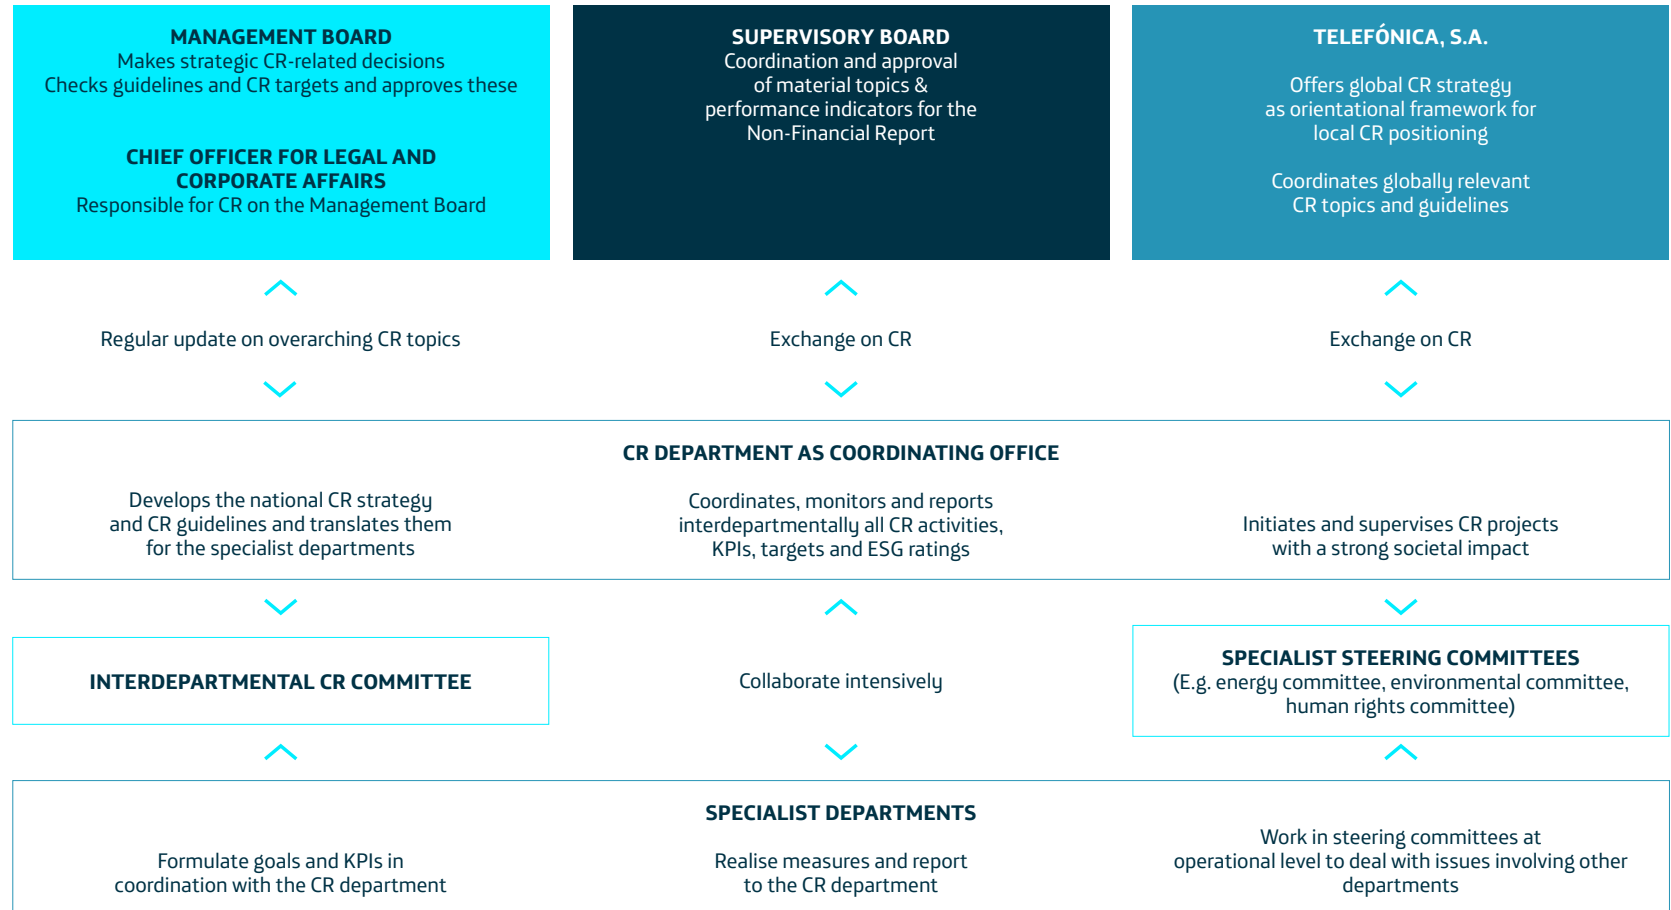 MANAGEMENT BOARD
Makes strategic CR-related decisions
Checks guidelines and CR targets and approves these
CHIEF OFFICER FOR LEGAL AND
CORPORATE AFFAIRS
Responsible for CR on the Management Board
SUPERVISORY BOARD
Coordination and approval
of material topics &
performance indicators for the
Non-Financial Report
TELEFÓNICA, S.A.
Offers global CR strategy
as orientational framework for
local CR positioning
Coordinates globally relevant
CR topics and guidelines
Regular update on overarching CR topics
Exchange on CR
Exchange on CR
CR DEPARTMENT AS COORDINATING OFFICE
Develops the national CR strategy
and CR guidelines and translates them
for the specialist departments
Coordinates, monitors and reports
interdepartmentally all CR activities,
KPIs, targets and ESG ratings
Initiates and supervises CR projects
with a strong societal impact
INTERDEPARTMENTAL CR COMMITTEE
Collaborate intensively
SPECIALIST STEERING COMMITTEES
(E.g. energy committee, environmental committee,
human rights committee)
SPECIALIST DEPARTMENTS
Formulate goals and KPIs in
coordination with the CR department
Realise measures and report
to the CR department
Work in steering committees at
operational level to deal with issues involving other
departments